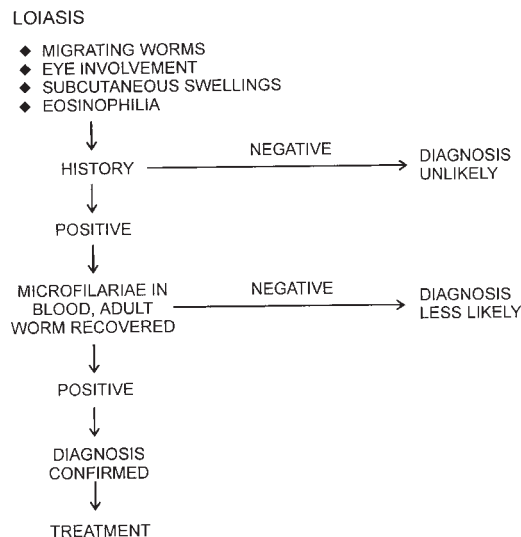 LOIASIS
◆ MIGRATING WORMS
◆ EYE INVOLVEMENT
◆ SUBCUTANEOUS SWELLINGS
◆ EOSINOPHILIA
HISTORY
NEGATIVE
DIAGNOSIS
UNLIKELY
POSITIVE
MICROFILARIAE IN
BLOOD, ADULT
WORM RECOVERED
NEGATIVE
DIAGNOSIS
LESS LIKELY
POSITIVE
DIAGNOSIS
CONFIRMED
TREATMENT